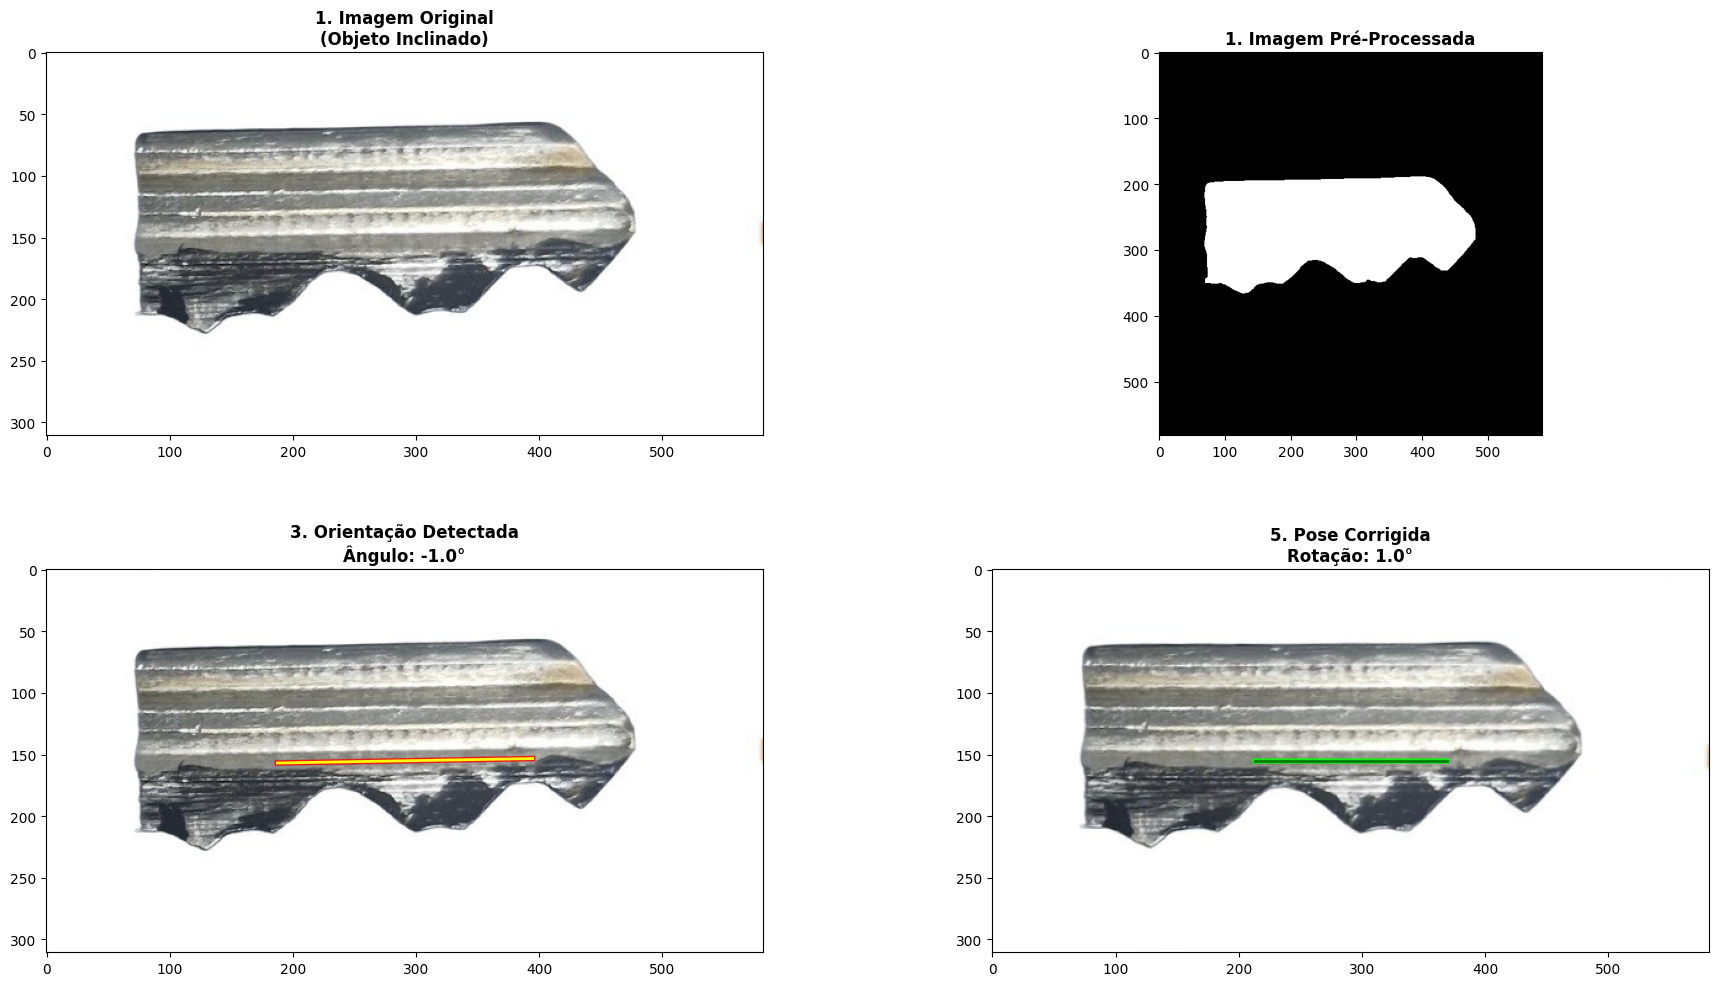 1. Imagem Original
(Objeto Inclinado)
0
50
100
150
200
250
300
0 100 200 300 400 500
1. Imagem Pré-Processada
0
100
200
300
400
500
0 100 200 300 400 500
3. Orientação Detectada
Ângulo: -1.0°
0
50
100
150
200
250
300
0 100 200 300 400 500
5. Pose Corrigida
Rotação: 1.0°
0
50
100
150
200
250
300
0 100 200 300 400 500